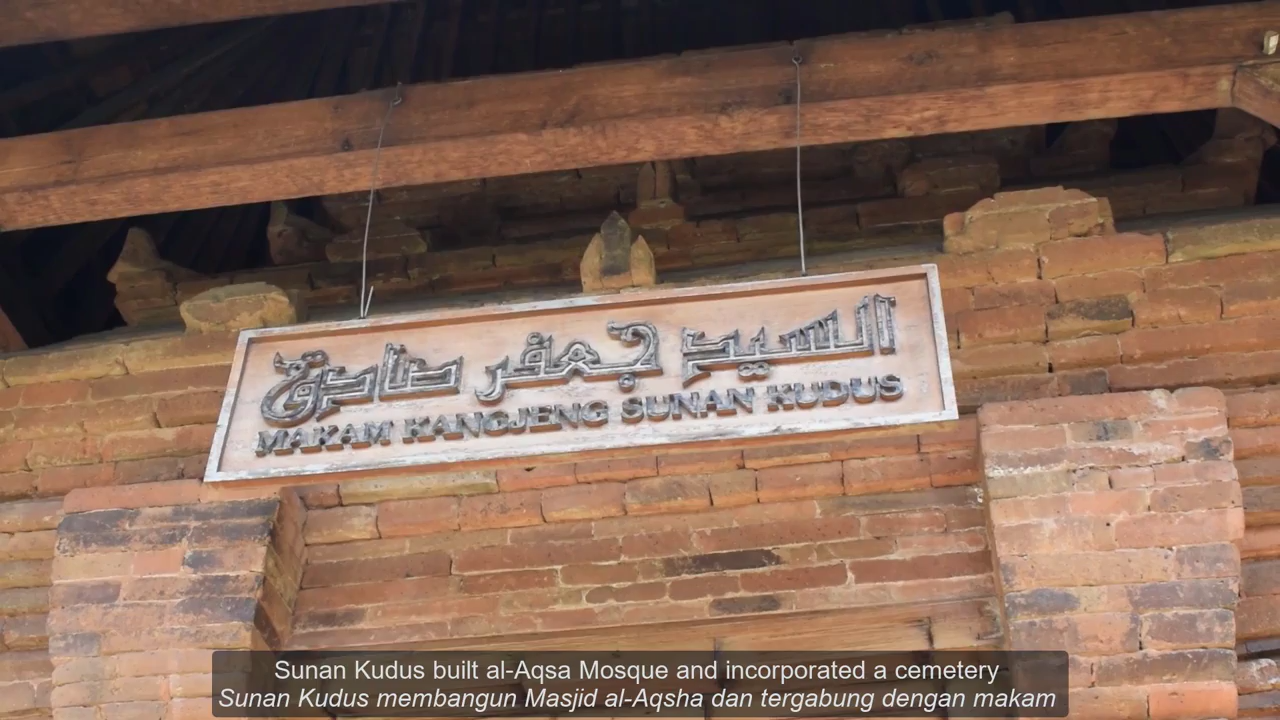 السيد جعفر صادق
MAKAM KANGJENG SUNAN KUDUS
Sunan Kudus built al-Aqsa Mosque and incorporated a cemetery
Sunan Kudus membangun Masjid al-Aqsha dan tergabung dengan makam